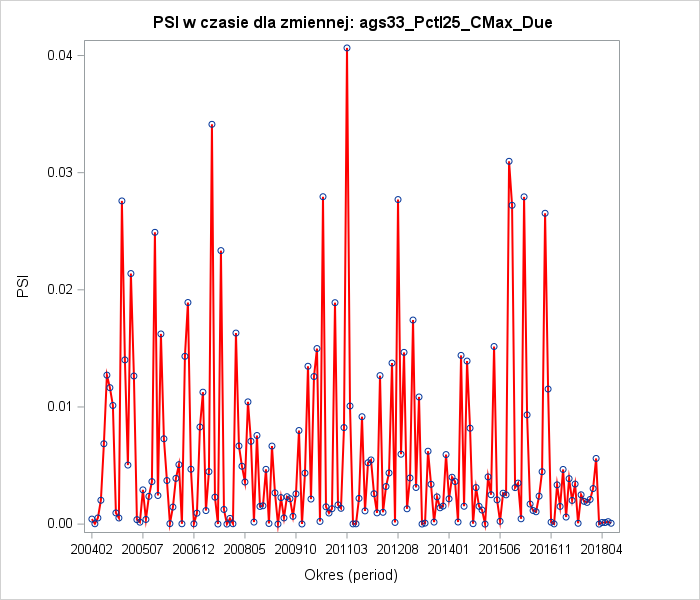 PSI w czasie dla zmiennej: ags33_Pctl25_CMax_Due
0.04
0.03
0.02
0.01
0.00
PSI
200402 200507 200612 200805 200910 201103 201208 201401 201506 201611 201804
Okres (period)